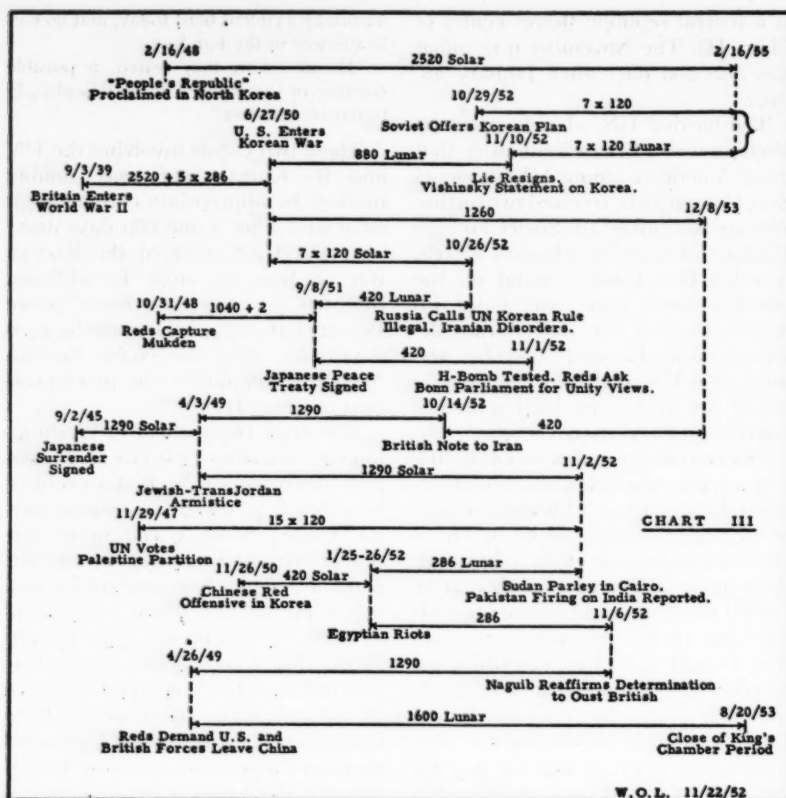 2/16/48 2/16/55
2520 Solar
"People's Republic"
Proclaimed in North Korea
10/29/52 7 x 120
Soviet Offers Korean Plan
6/27/50
U. S. Enters
Korean War
11/10/52
880 Lunar 7 x 120 Lunar
Lie Resigns.
Vishinsky Statement on Korea.
9/3/39
2520 + 5 x 286
Britain Enters
World War II
1260 12/8/53
7 x 120 Solar 10/26/52
9/8/51
420 Lunar
Russia Calls UN Korean Rule
Illegal. Iranian Disorders.
10/31/48 1040 + 2
Reds Capture
Mukden
420 11/1/52
Japanese Peace
Treaty Signed
H-Bomb Tested. Reds Ask
Bonn Parliament for Unity Views.
9/2/45 4/3/49 1290 10/14/52 420
1290 Solar
Japanese
Surrender
Signed
British Note to Iran
1290 Solar 11/2/52
Jewish-TransJordan
Armistice
11/29/47 15 x 120
CHART III
UN Votes
Palestine Partition
1/25-26/52 286 Lunar
11/26/50 420 Solar
Chinese Red
Offensive in Korea
Sudan Parley in Cairo.
Pakistan Firing on India Reported.
286 11/6/52
Egyptian Riots
4/26/49 1290
Naguib Reaffirms Determination
to Oust British
1600 Lunar 8/20/53
Reds Demand U.S. and
British Forces Leave China
Close of King's
Chamber Period
W.O.L. 11/22/52